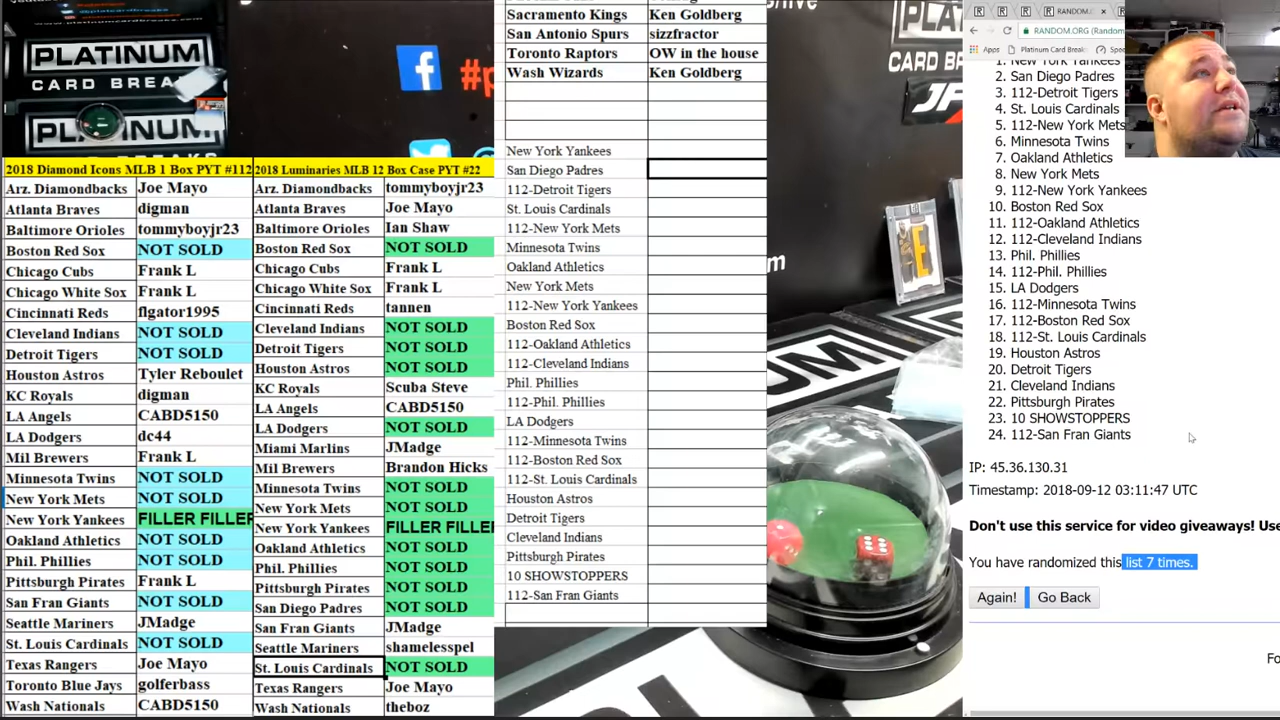 PLATINUM
CARD BREA
PLATINUM
2018 Diamond Icons MLB 1 Box PYT #112
Arz. Diamondbacks Joe Mayo
Atlanta Braves digman
Baltimore Orioles tommyboyjr23
Boston Red Sox NOT SOLD
Chicago Cubs Frank L
Chicago White Sox Frank L
Cincinnati Reds flgator1995
Cleveland Indians NOT SOLD
Detroit Tigers NOT SOLD
Houston Astros Tyler Reboulet
KC Royals digman
LA Angels CABD5150
LA Dodgers dc44
Mil Brewers Frank L
Minnesota Twins NOT SOLD
New York Mets NOT SOLD
New York Yankees FILLER FILLER
Oakland Athletics NOT SOLD
Phil. Phillies NOT SOLD
Pittsburgh Pirates Frank L
San Fran Giants NOT SOLD
Seattle Mariners JMadge
St. Louis Cardinals NOT SOLD
Texas Rangers Joe Mayo
Toronto Blue Jays golferbass
Wash Nationals CABD5150
2018 Luminaries MLB 12 Box Case PYT #22
Arz. Diamondbacks tommyboyjr23
Atlanta Braves Joe Mayo
Baltimore Orioles Ian Shaw
Boston Red Sox NOT SOLD
Chicago Cubs Frank L
Chicago White Sox Frank L
Cincinnati Reds tannen
Cleveland Indians NOT SOLD
Detroit Tigers NOT SOLD
Houston Astros NOT SOLD
KC Royals Scuba Steve
LA Angels CABD5150
LA Dodgers NOT SOLD
Miami Marlins JMadge
Mil Brewers Brandon Hicks
Minnesota Twins NOT SOLD
New York Mets NOT SOLD
New York Yankees FILLER FILLE
Oakland Athletics NOT SOLD
Phil. Phillies NOT SOLD
Pittsburgh Pirates NOT SOLD
San Diego Padres NOT SOLD
San Fran Giants JMadge
Seattle Mariners shamelesspel
St. Louis Cardinals NOT SOLD
Texas Rangers Joe Mayo
Wash Nationals theboz
Sacramento Kings Ken Goldberg
San Antonio Spurs sizzfractor
Toronto Raptors OW in the house
Wash Wizards Ken Goldberg
New York Yankees
San Diego Padres
112-Detroit Tigers
St. Louis Cardinals
112-New York Mets
Minnesota Twins
Oakland Athletics
New York Mets
112-New York Yankees
Boston Red Sox
112-Oakland Athletics
112-Cleveland Indians
Phil. Phillies
112-Phil. Phillies
LA Dodgers
112-Minnesota Twins
112-Boston Red Sox
112-St. Louis Cardinals
Houston Astros
Detroit Tigers
Cleveland Indians
Pittsburgh Pirates
10 SHOWSTOPPERS
112-San Fran Giants
PLA
CARD BR
RANDOM.
RANDOM.ORG (Random
Apps Platinum Card Break Spee
1. New York Yankees
2. San Diego Padres
3. 112-Detroit Tigers
4. St. Louis Cardinals
5. 112-New York Mets
6. Minnesota Twins
7. Oakland Athletics
8. New York Mets
9. 112-New York Yankees
10. Boston Red Sox
11. 112-Oakland Athletics
12. 112-Cleveland Indians
13. Phil. Phillies
14. 112-Phil. Phillies
15. LA Dodgers
16. 112-Minnesota Twins
17. 112-Boston Red Sox
18. 112-St. Louis Cardinals
19. Houston Astros
20. Detroit Tigers
21. Cleveland Indians
22. Pittsburgh Pirates
23. 10 SHOWSTOPPERS
24. 112-San Fran Giants
IP: 45.36.130.31
Timestamp: 2018-09-12 03:11:47 UTC
Don't use this service for video giveaways! Use
You have randomized this list 7 times.
Again! Go Back
Fo